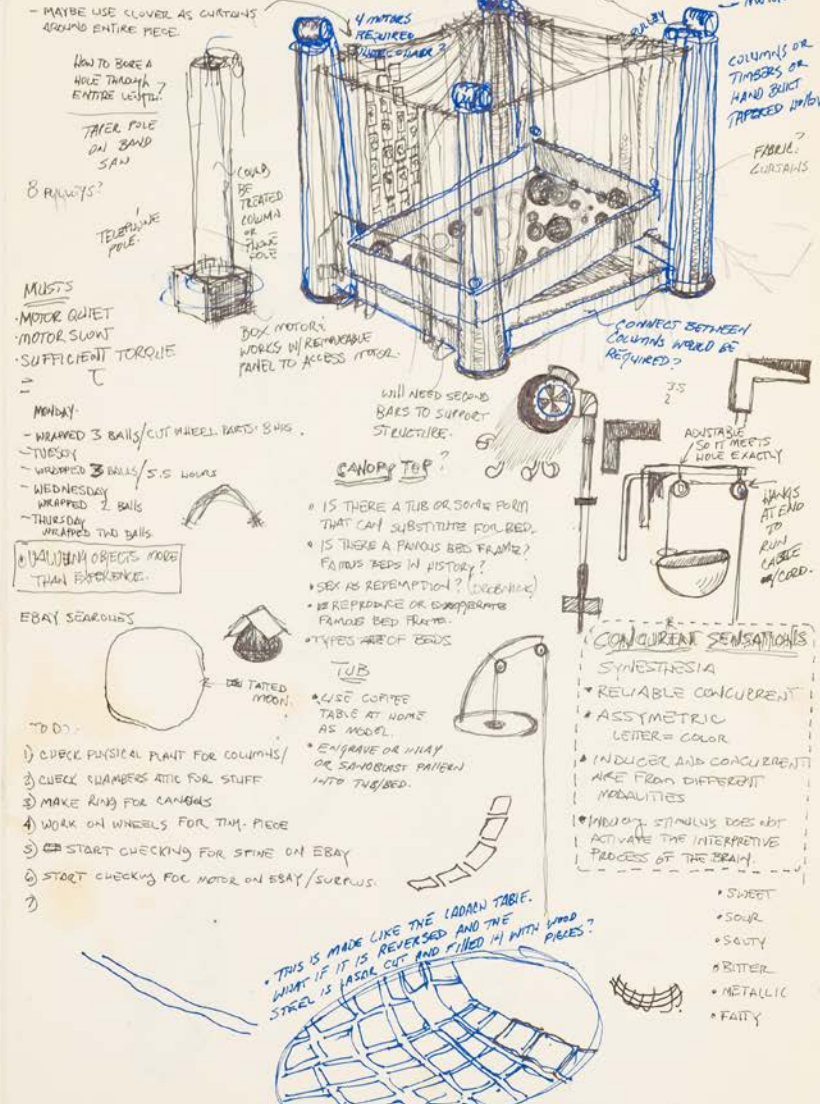 - MAYBE USE CLOVER AS CURTAINS
AROUND ENTIRE PIECE.
HOW TO BORE A
HOLE THROUGH
ENTIRE LENGTH?
TAPER POLE
ON BAND
SAW
8 PULLEYS?
TELEPHONE
POLE.
COULD
BE
TREATED
COLUMN
OR
PHONE
POLE
4 MOTORS
REQUIRED
PULLEY
COLUMNS OR
TIMBERS OR
HAND BUILT
TAPERED
FABRIC?
CURTAINS
MUSTS
·MOTOR QUIET
·MOTOR SLOW
·SUFFICIENT TORQUE
BOX MOTOR:
WORKS W/REMOVEABLE
PANEL TO ACCESS MOTOR.
CONNECT BETWEEN
COLUMNS WOULD BE
REQUIRED?
WILL NEED SECOND
BARS TO SUPPORT
STRUCTURE.
3.5
2
MONDAY-
- WRAPPED 3 BALLS/CUT WHEEL PARTS. 8 HRS.
- TUESDY
- WRAPPED 3 BALLS/5.5 HOURS
- WEDNESDAY
WRAPPED 2 BALLS
- THURSDAY
WRAPPED TWO BALLS.
• VALUING OBJECTS MORE
THAN EXPERIENCE.
CANOPY TOP?
• IS THERE A TUB OR SOME FORM
THAT CAN SUBSTITUTE FOR BED.
• IS THERE A FAMOUS BED FRAME?
FAMOUS BEDS IN HISTORY?
• SEX AS REDEMPTION? (DROBNICK)
• REPRODUCE OR EXAGGERATE
FAMOUS BED FRAME.
• TYPES OF BEDS
ADJUSTABLE
SO IT MEETS
HOLE EXACTLY
HANGS
AT END
TO
RUN
CABLE
/CORD.
EBAY SEARCHES
TATTED
MOON.
TUB
• USE COFFEE
TABLE AT HOME
AS MODEL.
• ENGRAVE OR INLAY
OR SANDBLAST PATTERN
INTO TUB/BED.
CONCURRENT SENSATIONS
SYNESTHESIA
• RELIABLE CONCURRENT
• ASSYMETRIC
LETTER = COLOR
• INDUCER AND CONCURRENT
ARE FROM DIFFERENT
MODALITIES
• INDUCING STIMULUS DOES NOT
ACTIVATE THE INTERPRETIVE
PROCESS OF THE BRAIN.
TO DO:
1) CHECK PHYSICAL PLANT FOR COLUMNS/
2) CHECK CHAMBERS ATTIC FOR STUFF
3) MAKE RING FOR
4) WORK ON WHEELS FOR TINY. PIECE
5) START CHECKING FOR SPINE ON EBAY
6) START CHECKING FOR MOTOR ON EBAY/SURPLUS.
7)
• SWEET
• SOUR
• SALTY
• BITTER
• METALLIC
• FATTY
• THIS IS MADE LIKE THE LADACH TABLE.
WHAT IF IT IS REVERSED AND THE
STEEL IS LASAR CUT AND FILLED IN WITH WOOD
PIECES?